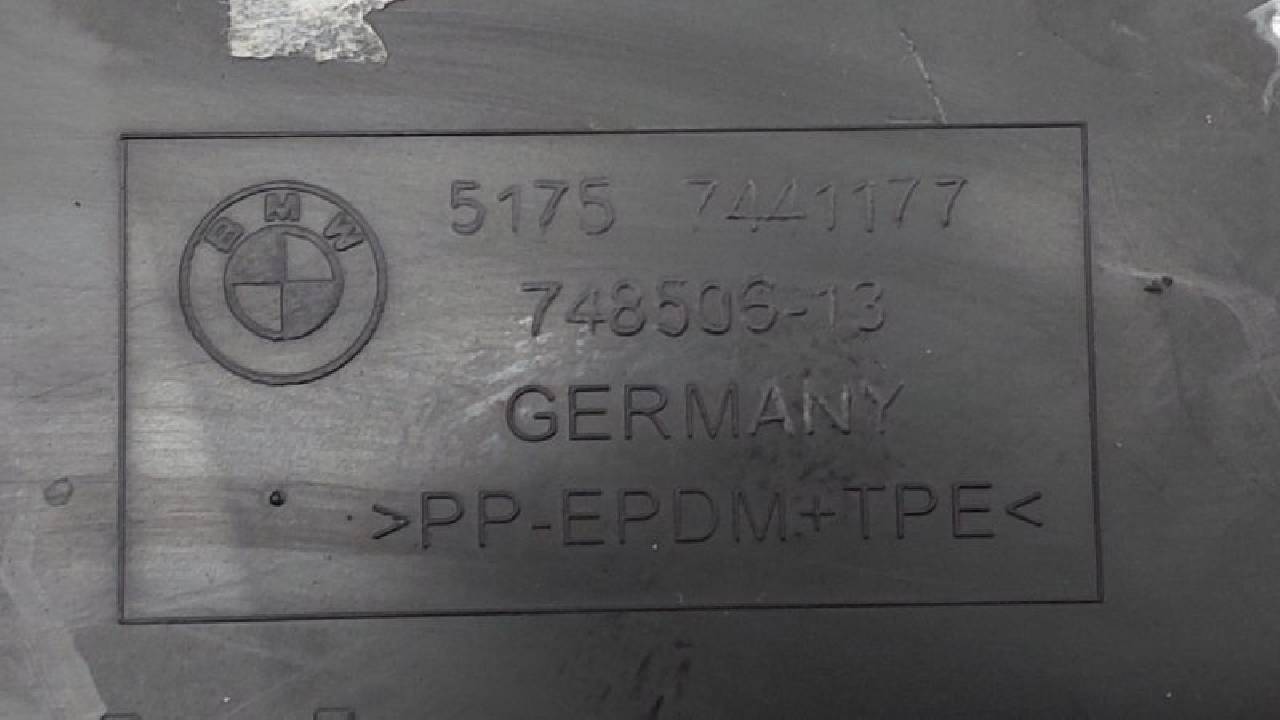 BMW
5175 7441177
748506-13
GERMANY
>PP-EPDM+TPE<